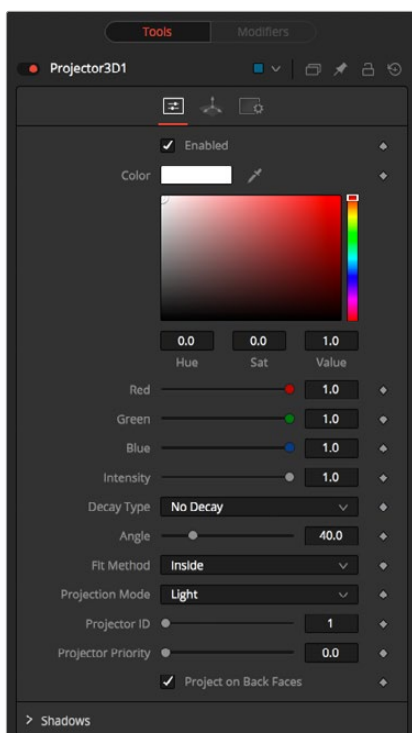 Tools Modifiers
Projector3D1
Enabled
Color
0.0 0.0 1.0
Hue Sat Value
Red 1.0
Green 1.0
Blue 1.0
Intensity 1.0
Decay Type No Decay
Angle 40.0
Fit Method Inside
Projection Mode Light
Projector ID 1
Projector Priority 0.0
Project on Back Faces
Shadows